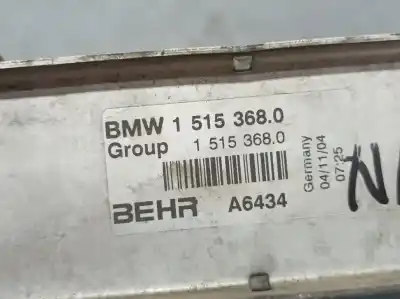 BMW 1 515 368.0
Group 1 515 368.0
BEHR A6434
Germany
04/11/04
07:25